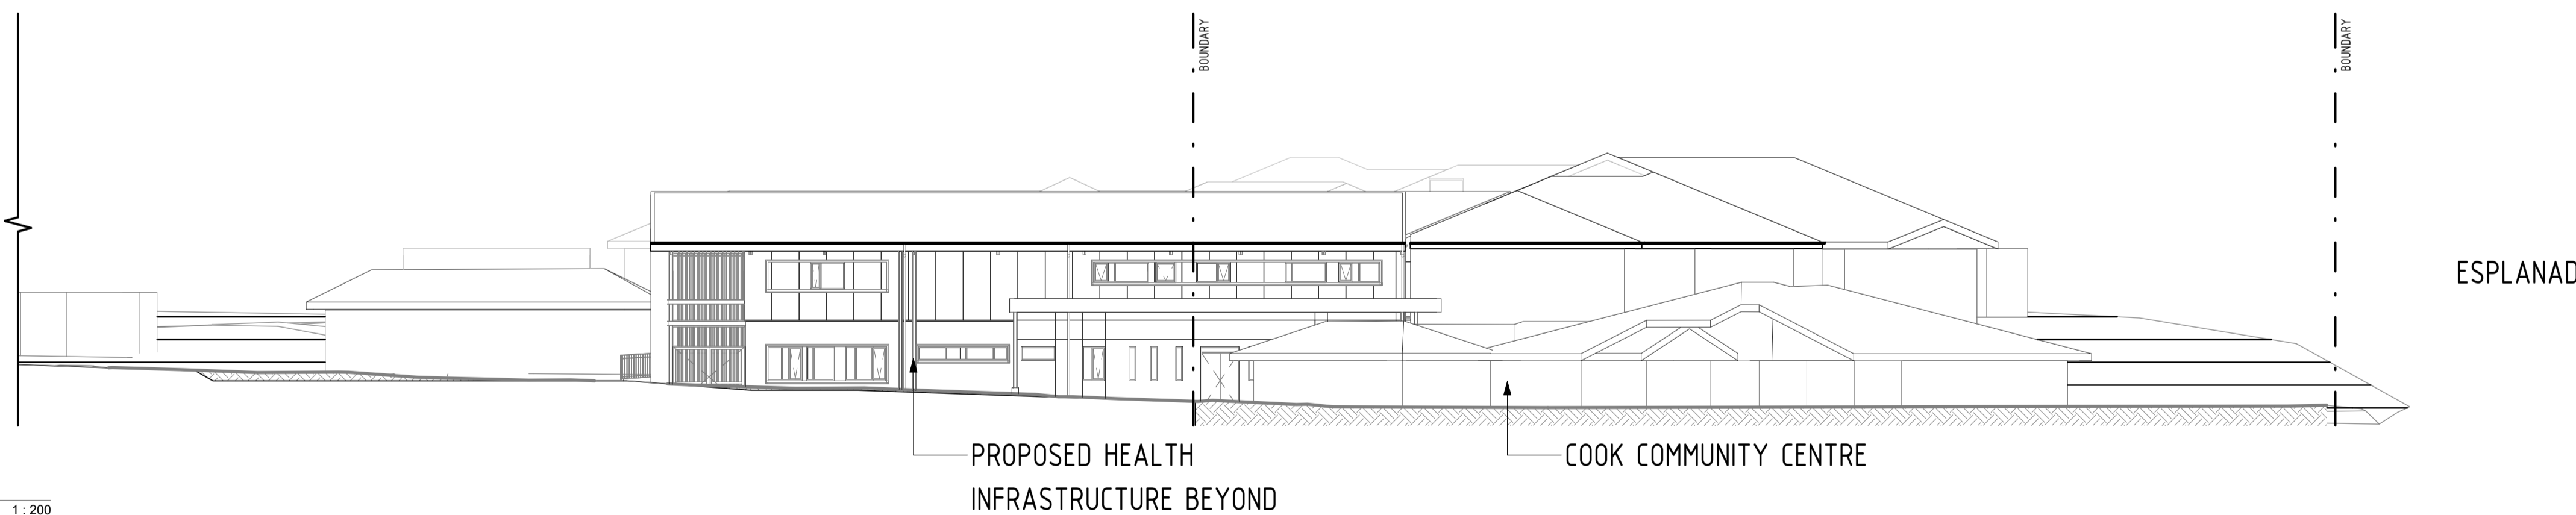 BOUNDARY
BOUNDARY
ESPLANAD
PROPOSED HEALTH
INFRASTRUCTURE BEYOND
COOK COMMUNITY CENTRE
1 : 200